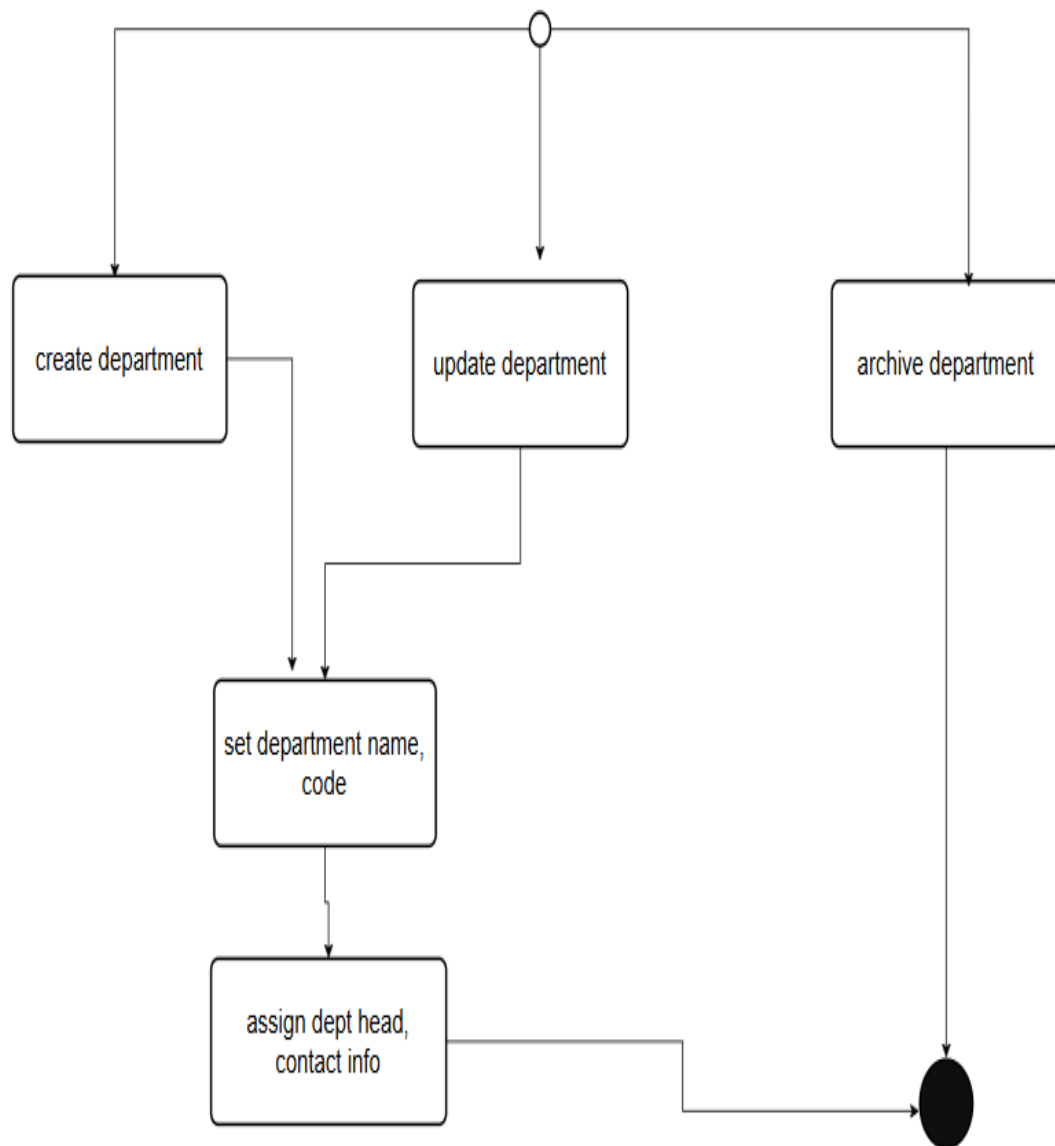 create department
update department
archive department
set department name,
code
assign dept head,
contact info